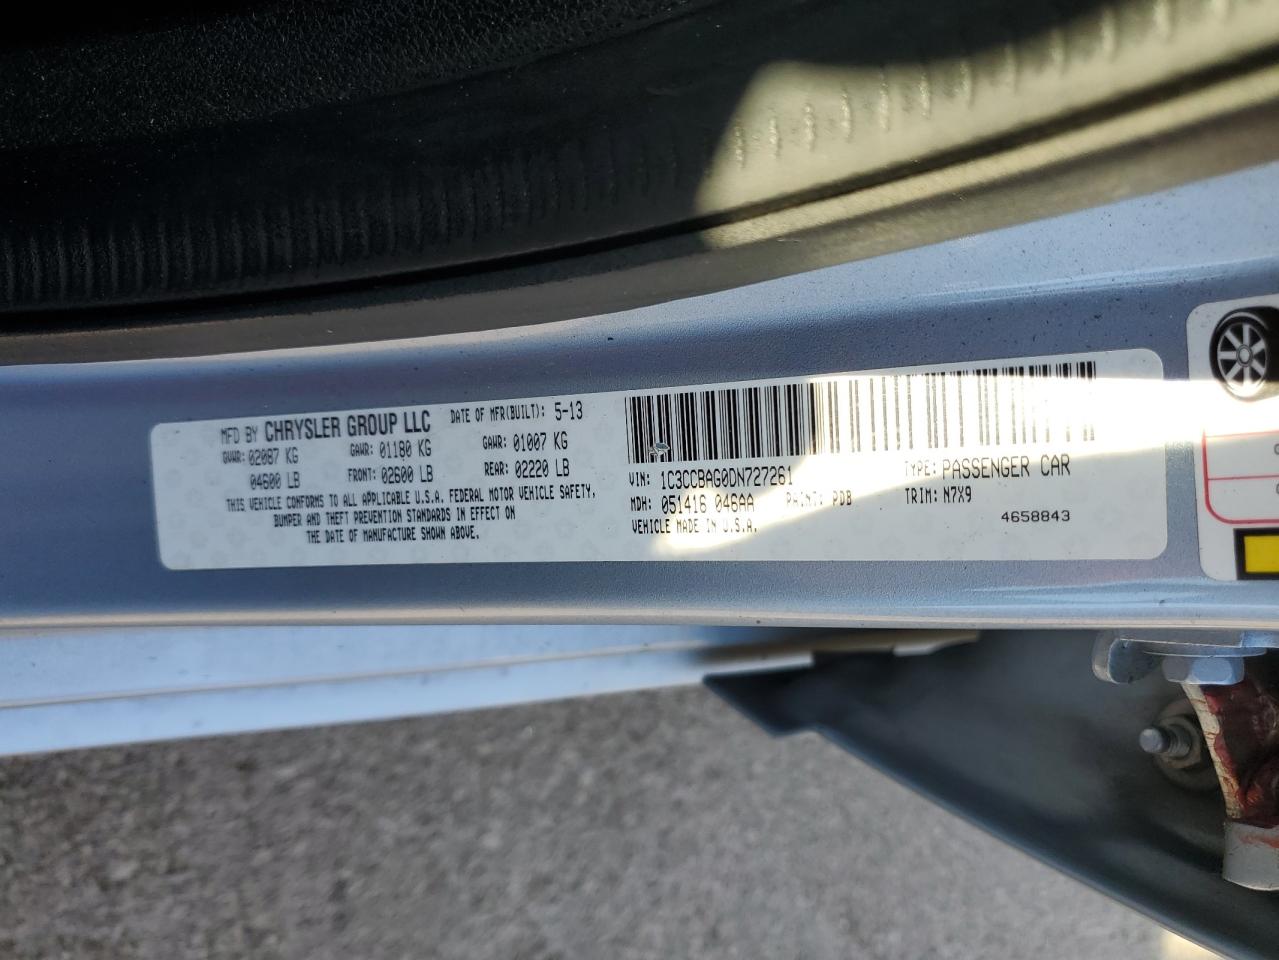 MFD BY CHRYSLER GROUP LLC DATE OF MFR(BUILT): 5-13
GVWR: 02087 KG GAWR: 01180 KG GAWR: 01007 KG
04600 LB FRONT: 02600 LB REAR: 02220 LB
THIS VEHICLE CONFORMS TO ALL APPLICABLE U.S.A. FEDERAL MOTOR VEHICLE SAFETY,
BUMPER AND THEFT PREVENTION STANDARDS IN EFFECT ON
THE DATE OF MANUFACTURE SHOWN ABOVE.
VIN: 1C3CCBAG0DN727261 TYPE: PASSENGER CAR
MDH: 051416 046AA PAINT: PDB TRIM: N7X9
VEHICLE MADE IN U.S.A. 4658843